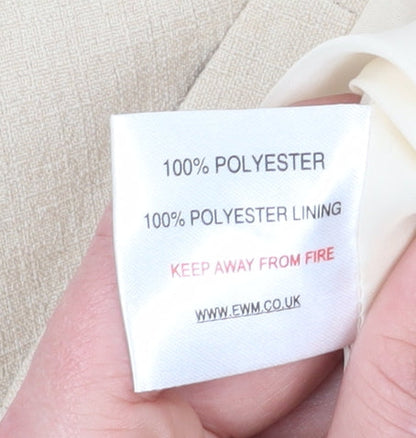 100% POLYESTER
100% POLYESTER LINING
KEEP AWAY FROM FIRE
WWW.EWM.CO.UK